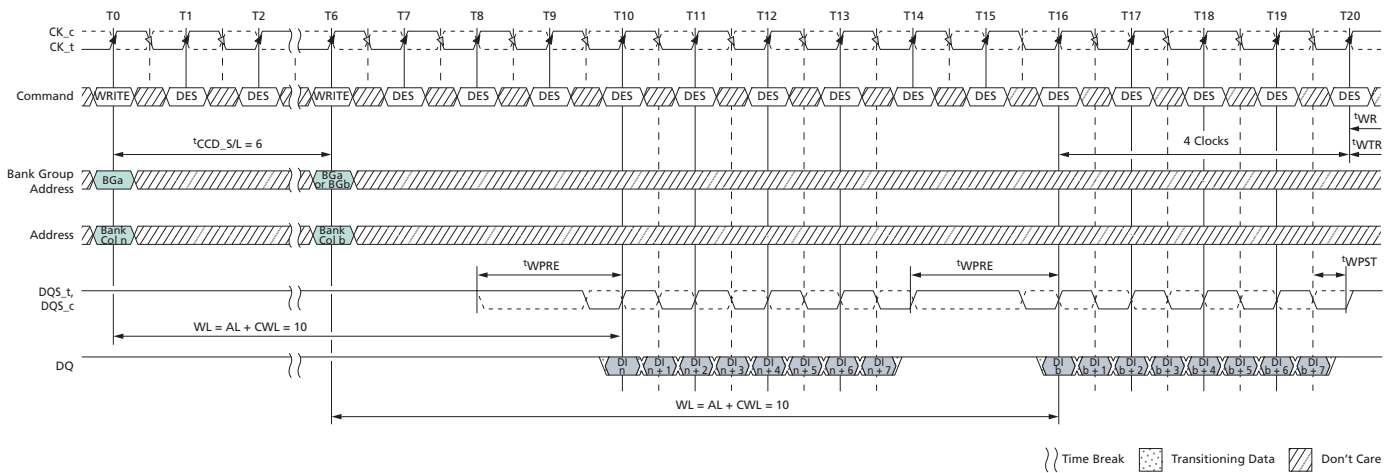 T0 T1 T2 T6 T7 T8 T9 T10 T11 T12 T13 T14 T15 T16 T17 T18 T19 T20
CK_c
CK_t
Command WRITE DES DES WRITE DES DES DES DES DES DES DES DES DES DES DES DES DES DES
tWR
tCCD_S/L = 6
4 Clocks
tWTR
Bank Group
Address
BGa
BGa
or BGb
Address
Bank
Col n
Bank
Col b
tWPRE
tWPRE
tWPST
DQS_t,
DQS_c
WL = AL + CWL = 10
DQ
DI
n
DI
n + 1
DI
n + 2
DI
n + 3
DI
n + 4
DI
n + 5
DI
n + 6
DI
n + 7
DI
b
DI
b + 1
DI
b + 2
DI
b + 3
DI
b + 4
DI
b + 5
DI
b + 6
DI
b + 7
WL = AL + CWL = 10
Time Break Transitioning Data Don't Care